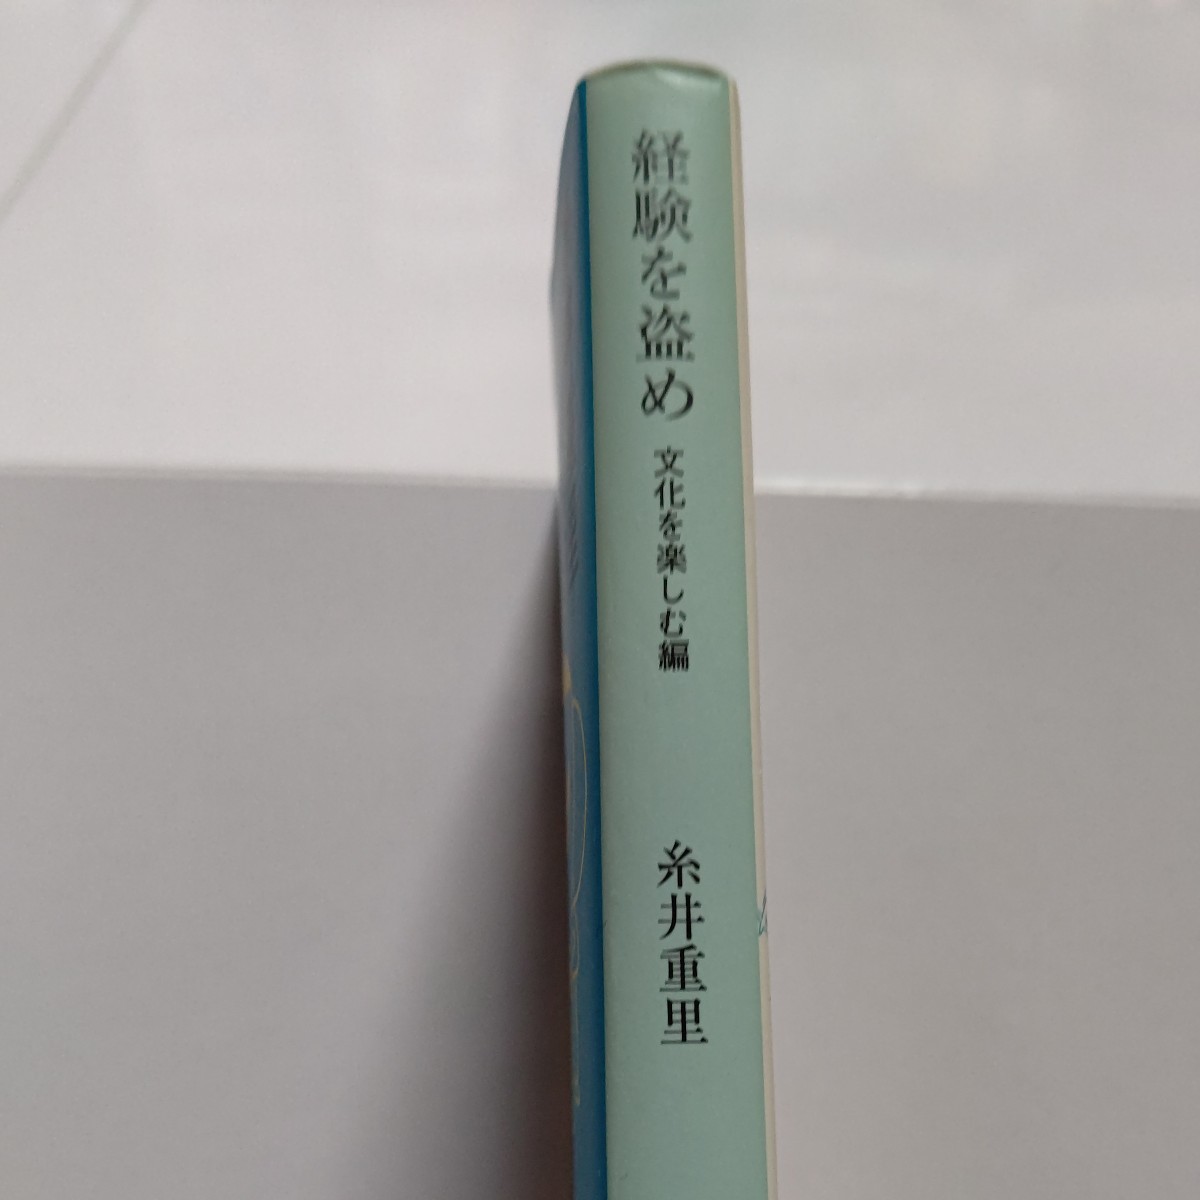 経験を盗め
文化を楽しむ編
糸井重里